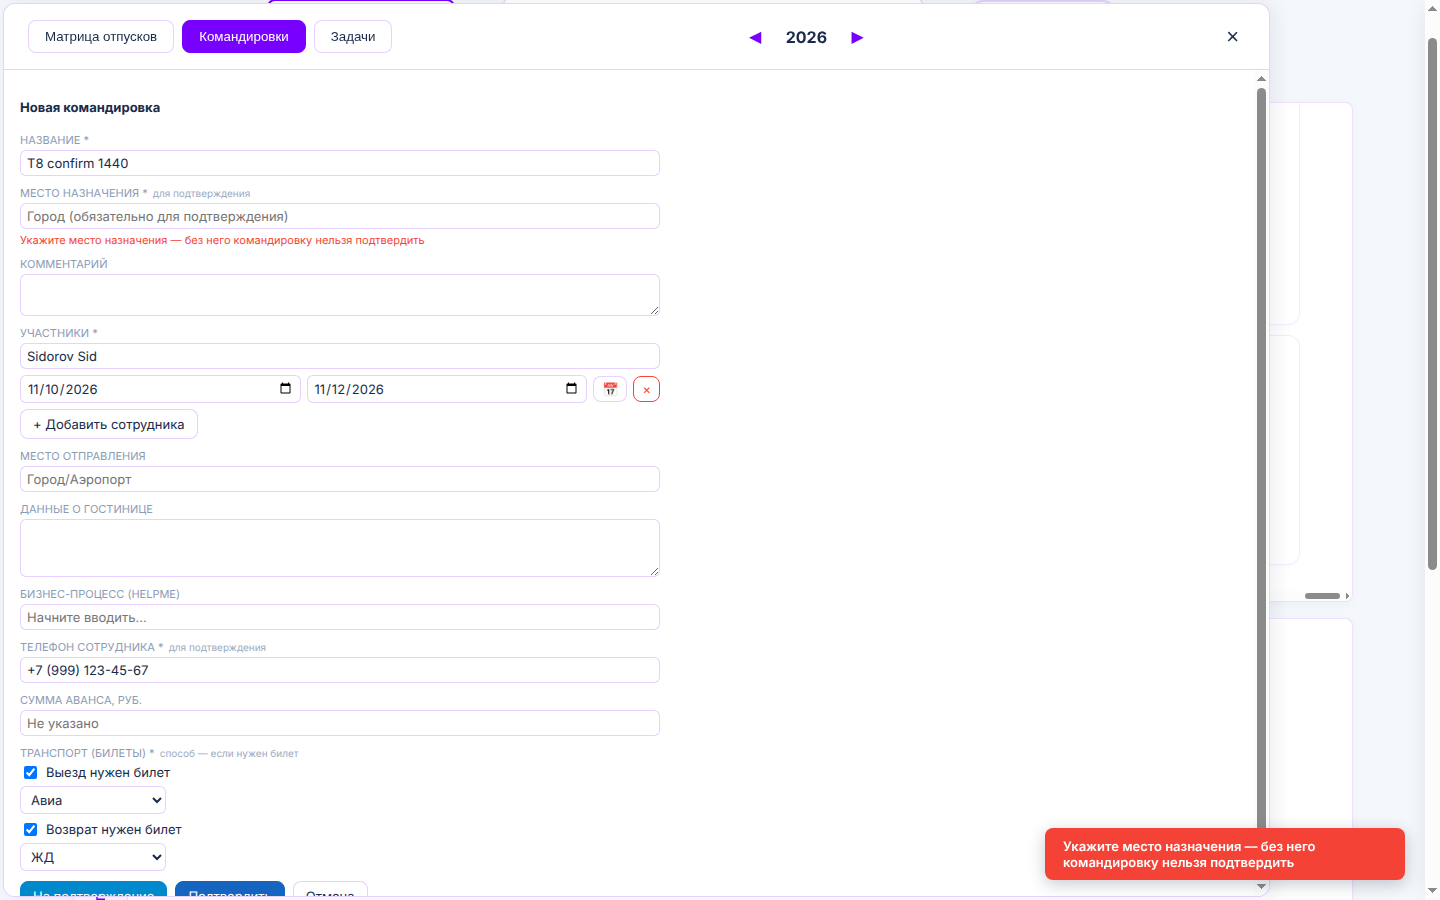 Матрица отпусков
Командировки
Задачи
◀ 2026 ▶
×
Новая командировка
НАЗВАНИЕ *
T8 confirm 1440
МЕСТО НАЗНАЧЕНИЯ * для подтверждения
Город (обязательно для подтверждения)
Укажите место назначения — без него командировку нельзя подтвердить
КОММЕНТАРИЙ
УЧАСТНИКИ *
Sidorov Sid
11/10/2026
11/12/2026
×
+ Добавить сотрудника
МЕСТО ОТПРАВЛЕНИЯ
Город/Аэропорт
ДАННЫЕ О ГОСТИНИЦЕ
БИЗНЕС-ПРОЦЕСС (HELPME)
Начните вводить...
ТЕЛЕФОН СОТРУДНИКА * для подтверждения
+7 (999) 123-45-67
СУММА АВАНСА, РУБ.
Не указано
ТРАНСПОРТ (БИЛЕТЫ) * способ — если нужен билет
Выезд нужен билет
Авиа
Возврат нужен билет
ЖД
На подтверждение
Подтвердить
Отмена
Укажите место назначения — без него
командировку нельзя подтвердить